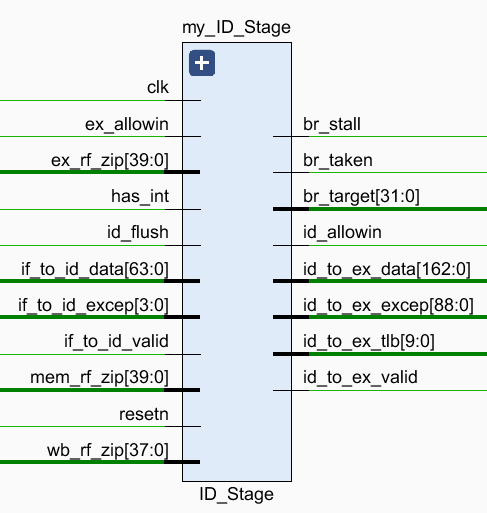 my_ID_Stage
clk
ex_allowin
ex_rf_zip[39:0]
has_int
id_flush
if_to_id_data[63:0]
if_to_id_excep[3:0]
if_to_id_valid
mem_rf_zip[39:0]
resetn
wb_rf_zip[37:0]
br_stall
br_taken
br_target[31:0]
id_allowin
id_to_ex_data[162:0]
id_to_ex_excep[88:0]
id_to_ex_tlb[9:0]
id_to_ex_valid
ID_Stage